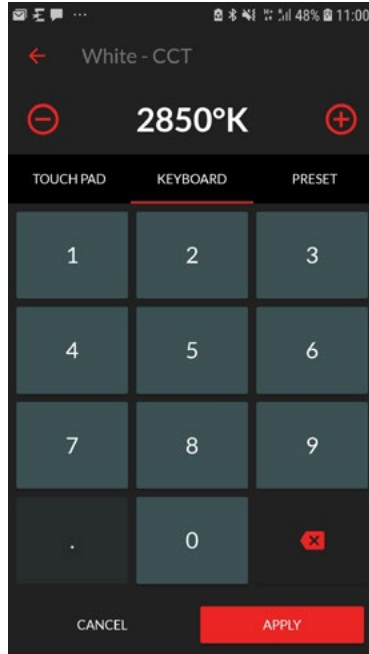 48% 11:00
White - CCT
2850°K
TOUCH PAD KEYBOARD PRESET
1 2 3
4 5 6
7 8 9
. 0
CANCEL APPLY